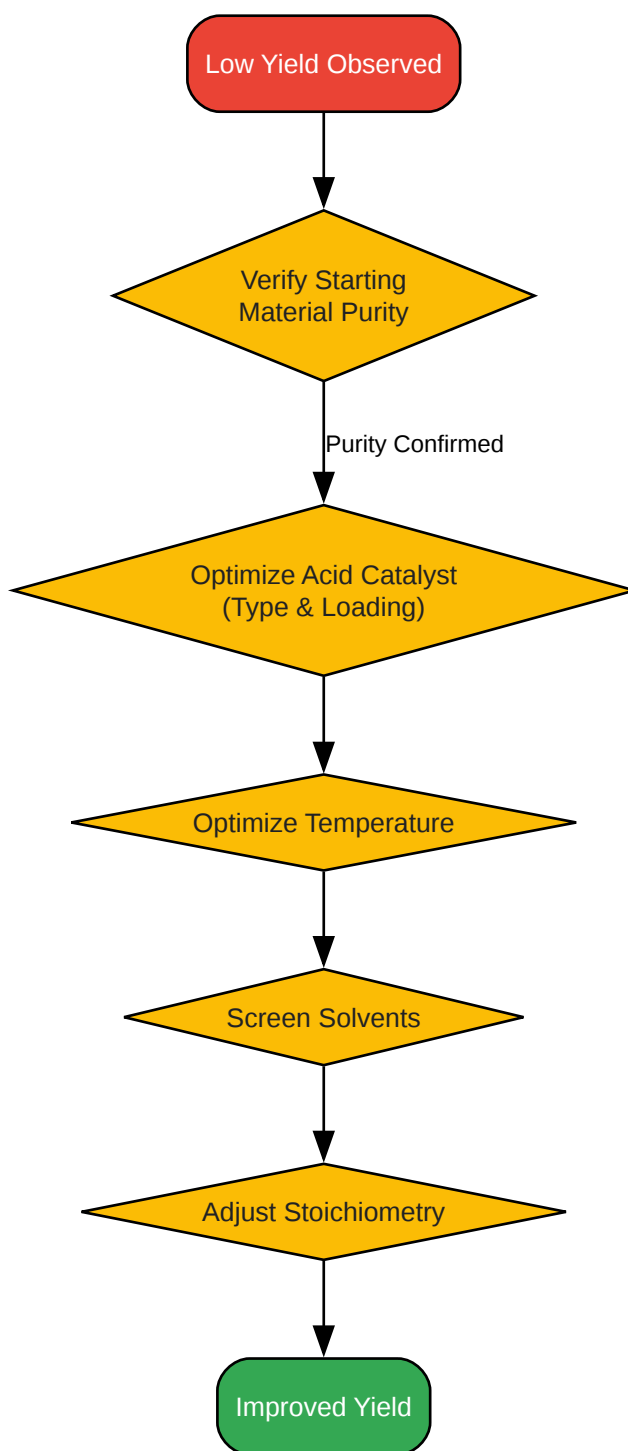 Low Yield Observed
Verify Starting
Material Purity
Purity Confirmed
Optimize Acid Catalyst
(Type & Loading)
Optimize Temperature
Screen Solvents
Adjust Stoichiometry
Improved Yield